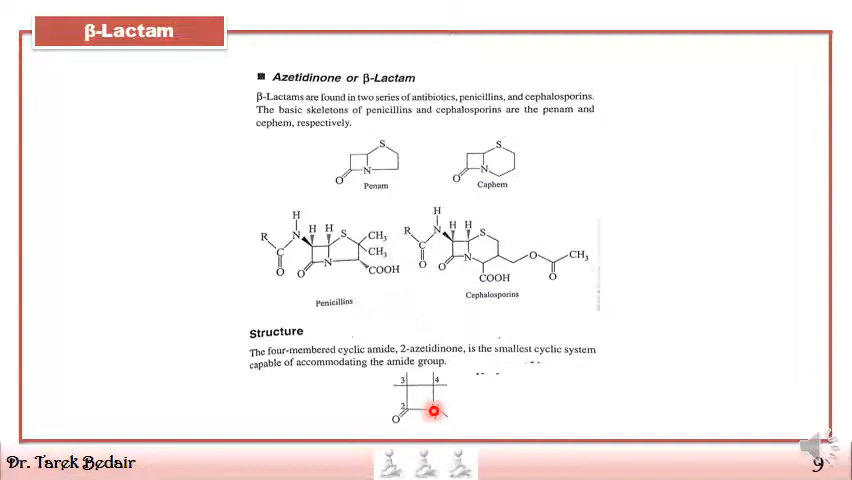 β-Lactam
Azetidinone or β-Lactam
β-Lactams are found in two series of antibiotics, penicillins, and cephalosporins.
The basic skeletons of penicillins and cephalosporins are the penam and
cephem, respectively.
S
N
O
Penam
S
N
O
Caphem
H
R
N
H H
S
CH3
CH3
C
N
O
O
COOH
Penicillins
H
R
N
H H
S
C
N
O
O
O
CH3
O
COOH
Cephalosporins
Structure
The four-membered cyclic amide, 2-azetidinone, is the smallest cyclic system
capable of accommodating the amide group.
3
4
2
O
Dr. Tarek Bedair
9